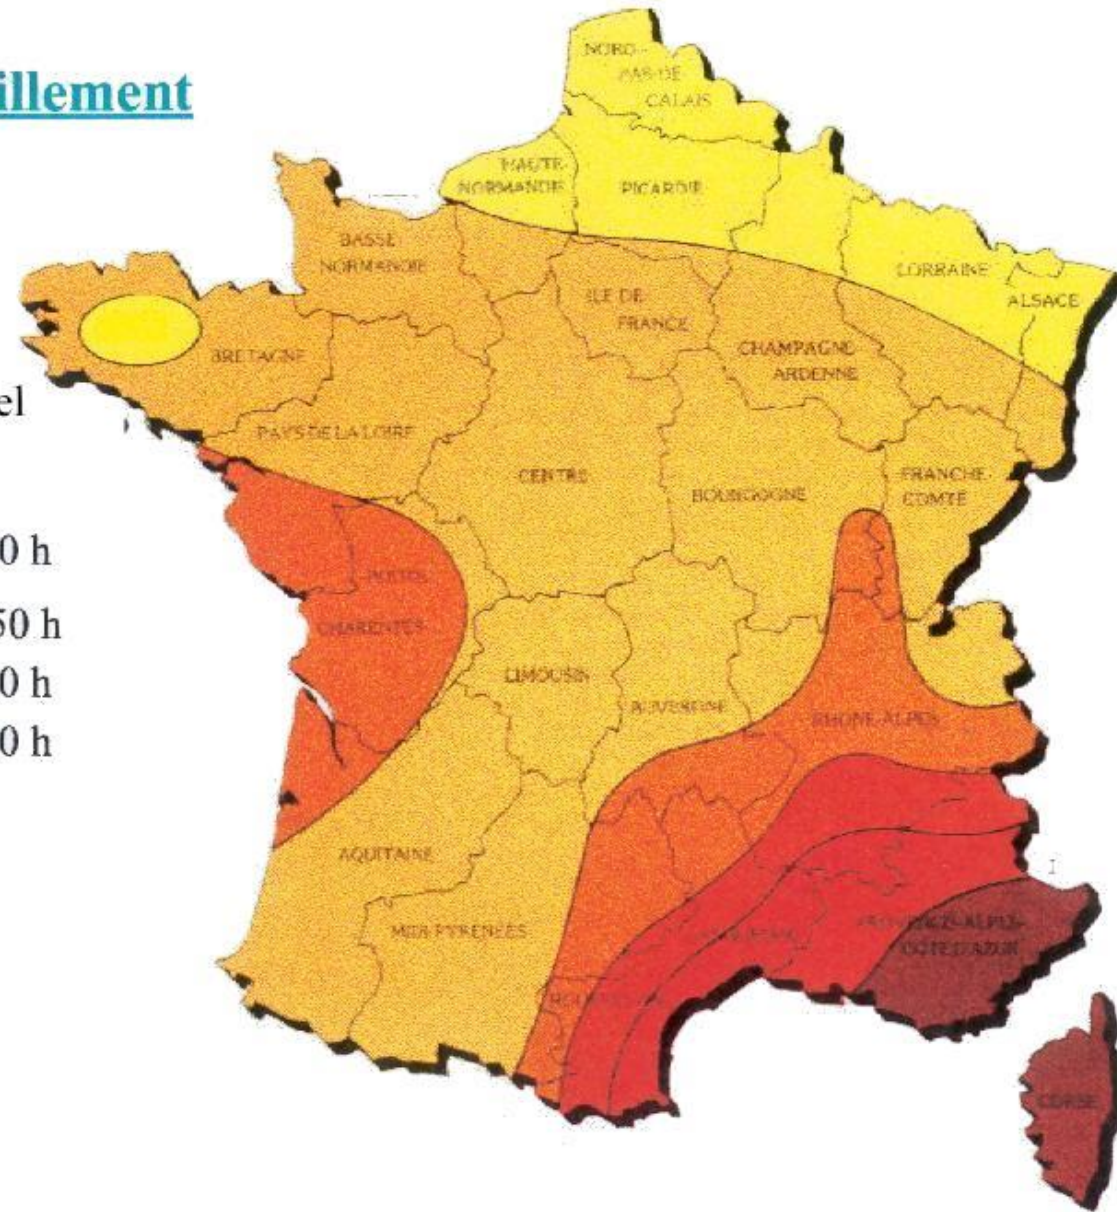 illement
el
0 h
50 h
0 h
0 h
NORD-
PAS-DE
CALAIS
HAUTE-
NORMANDIE
PICARDIE
BASSE
NORMANDIE
LORRAINE
ALSACE
ILE DE
FRANCE
CHAMPAGNE
ARDENNE
BRETAGNE
PAYS DE LA LOIRE
CENTRE
BOURGOGNE
FRANCHE-
COMTE
POITOU
CHARENTES
LIMOUSIN
AUVERGNE
RHONE-ALPES
AQUITAINE
MIDI-PYRENEES
PROVENCE-ALPES-
COTE D'AZUR
CORSE